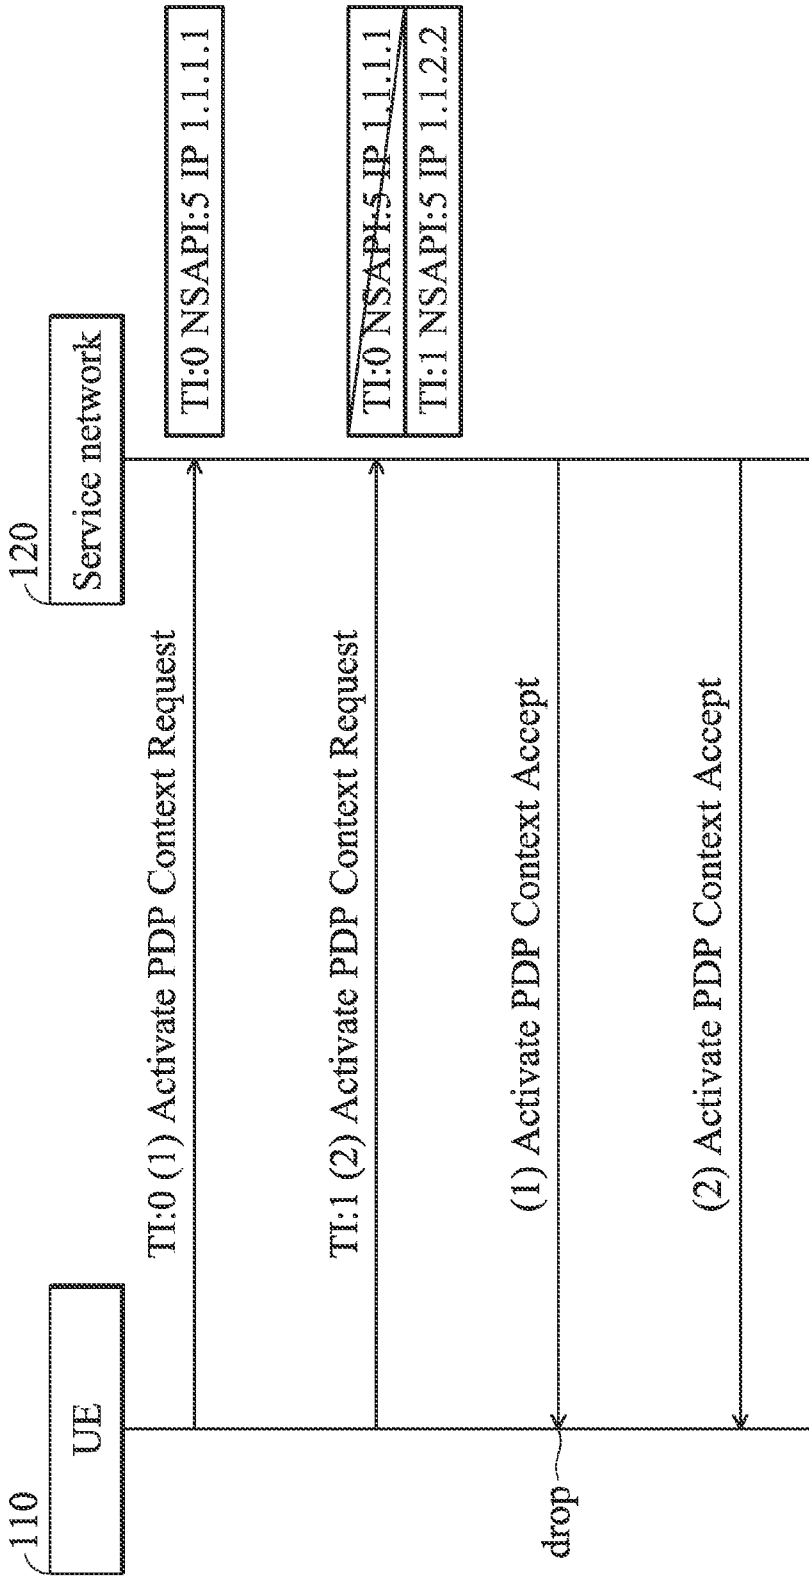 110
UE
120
Service network
TI:0 (1) Activate PDP Context Request
TI:0 NSAPI:5 IP 1.1.1.1
TI:1 (2) Activate PDP Context Request
TI:0 NSAPI:5 IP 1.1.1.1
TI:1 NSAPI:5 IP 1.1.2.2
drop
(1) Activate PDP Context Accept
(2) Activate PDP Context Accept